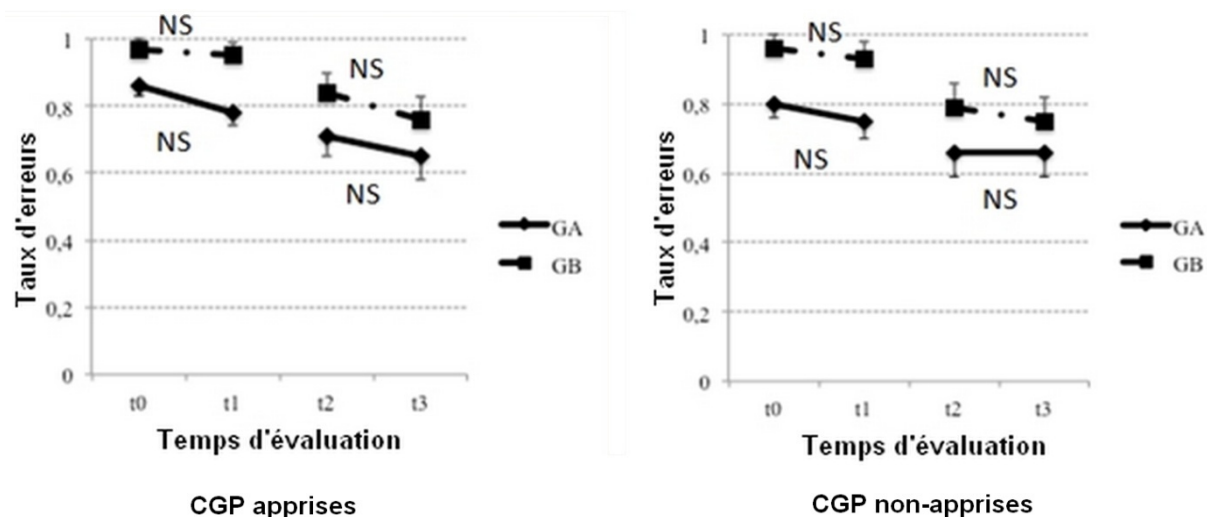 NS
1
NS
0,8
NS
0,6
NS
0,4
0,2
0
Taux d'erreurs
GA
GB
t0 t1 t2 t3
Temps d'évaluation
CGP apprises
NS
1
NS
0,8
NS
0,6
NS
0,4
0,2
0
Taux d'erreurs
GA
GB
t0 t1 t2 t3
Temps d'évaluation
CGP non-apprises